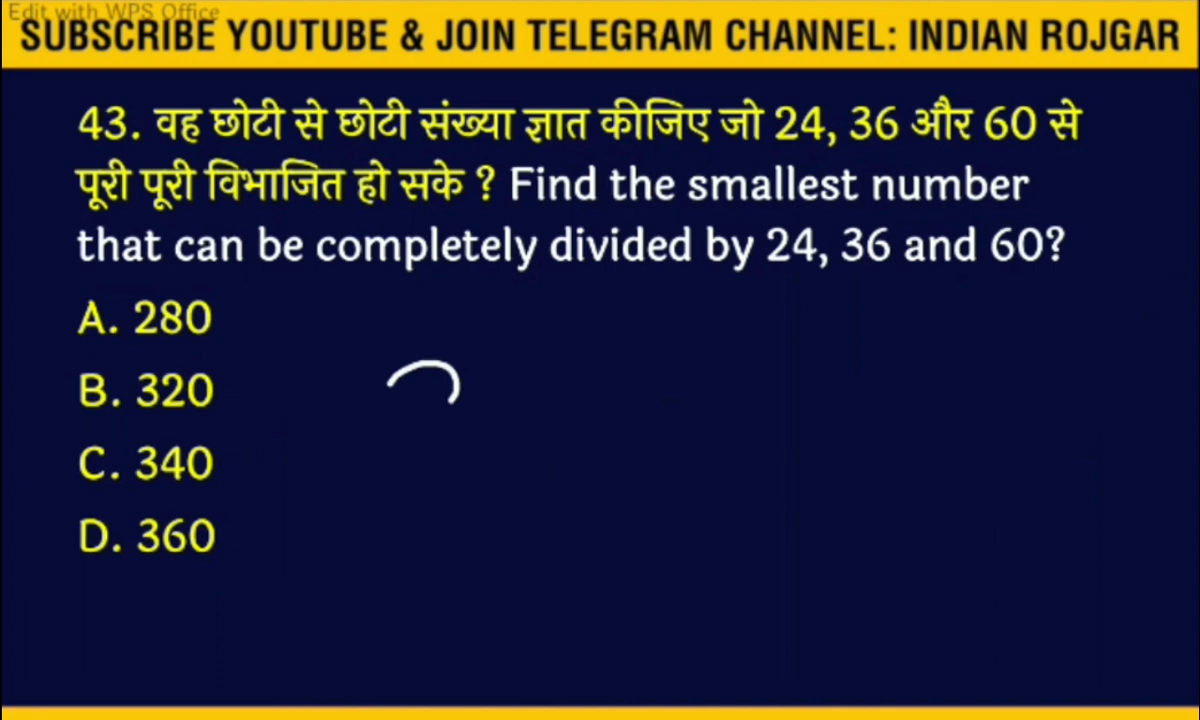 Edit with WPS Office
SUBSCRIBE YOUTUBE & JOIN TELEGRAM CHANNEL: INDIAN ROJGAR
43. वह छोटी से छोटी संख्या ज्ञात कीजिए जो 24, 36 और 60 से
पूरी पूरी विभाजित हो सके ? Find the smallest number
that can be completely divided by 24, 36 and 60?
A. 280
B. 320
C. 340
D. 360